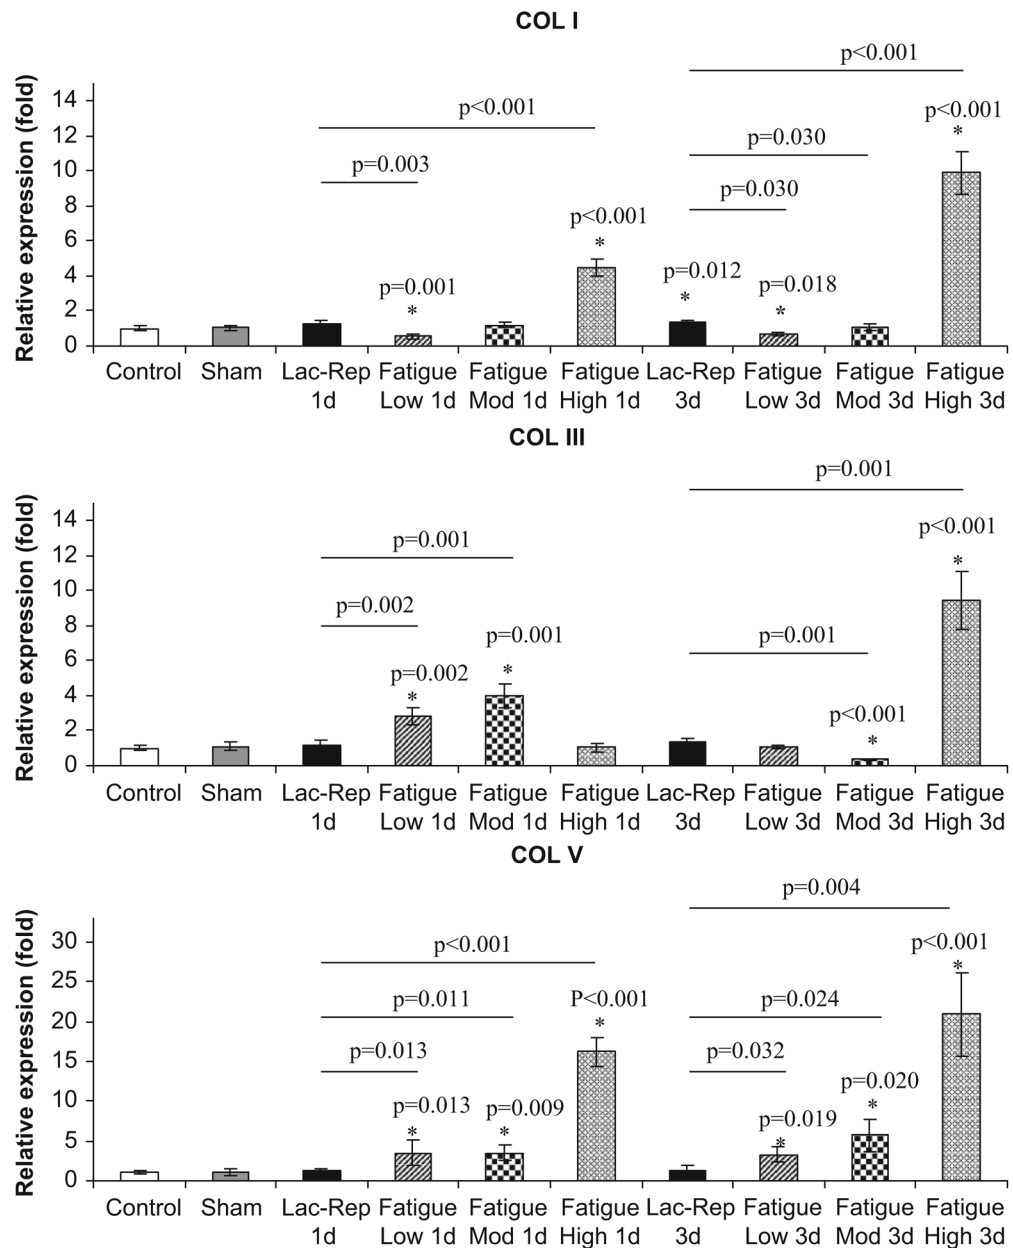 COL I
p<0.001
p<0.001
p<0.001
p=0.003
p=0.030
p=0.030
p<0.001
*
p<0.001
*
p=0.012
*
p=0.001
*
p=0.018
*
Relative expression (fold)
14
12
10
8
6
4
2
0
Control Sham Lac-Rep Fatigue Fatigue Fatigue Lac-Rep Fatigue Fatigue Fatigue
1d Low 1d Mod 1d High 1d 3d Low 3d Mod 3d High 3d
COL III
p=0.001
p<0.001
*
p=0.001
p=0.002
p=0.001
*
p=0.001
p=0.002
*
p<0.001
*
Relative expression (fold)
14
12
10
8
6
4
2
0
Control Sham Lac-Rep Fatigue Fatigue Fatigue Lac-Rep Fatigue Fatigue Fatigue
1d Low 1d Mod 1d High 1d 3d Low 3d Mod 3d High 3d
COL V
p=0.004
p<0.001
p<0.001
*
p=0.011
P<0.001
*
p=0.024
p=0.013
p=0.032
p=0.013
*
p=0.009
*
p=0.019
*
p=0.020
*
Relative expression (fold)
30
25
20
15
10
5
0
Control Sham Lac-Rep Fatigue Fatigue Fatigue Lac-Rep Fatigue Fatigue Fatigue
1d Low 1d Mod 1d High 1d 3d Low 3d Mod 3d High 3d